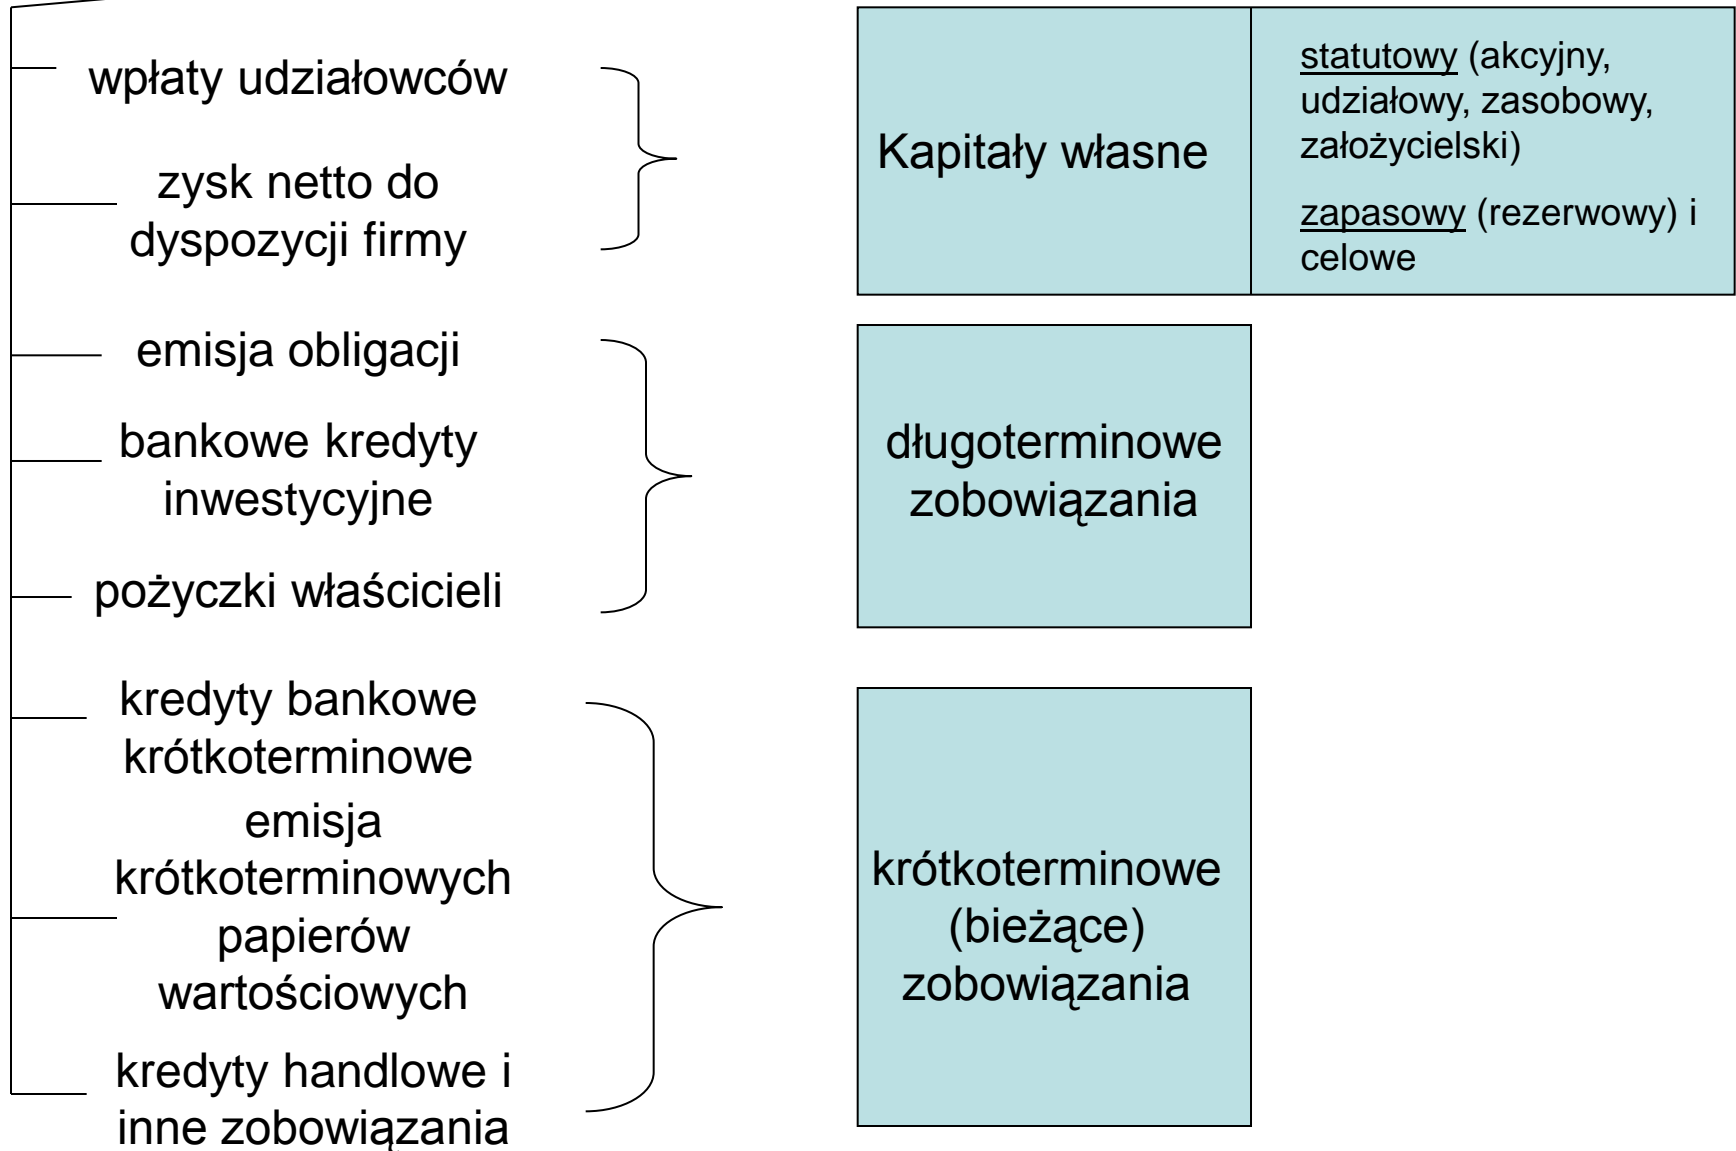 wpłaty udziałowców
zysk netto do
dyspozycji firmy
Kapitały własne
statutowy (akcyjny,
udziałowy, zasobowy,
założycielski)
zapasowy (rezerwowy) i
celowe
emisja obligacji
bankowe kredyty
inwestycyjne
pożyczki właścicieli
długoterminowe
zobowiązania
kredyty bankowe
krótkoterminowe
emisja
krótkoterminowych
papierów
wartościowych
kredyty handlowe i
inne zobowiązania
krótkoterminowe
(bieżące)
zobowiązania